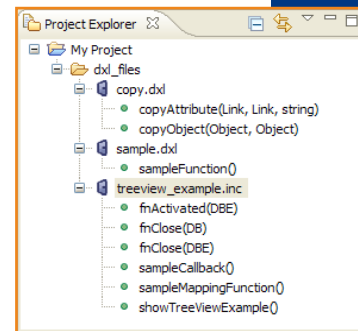 Project Explorer
My Project
dxl_files
copy.dxl
copyAttribute(Link, Link, string)
copyObject(Object, Object)
sample.dxl
sampleFunction()
treeview_example.inc
fnActivated(DBE)
fnClose(DB)
fnClose(DBE)
sampleCallback()
sampleMappingFunction()
showTreeViewExample()